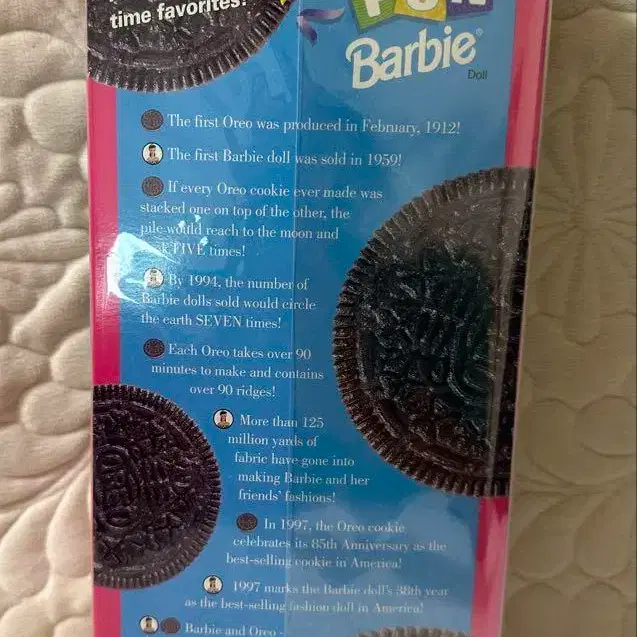 time favorites!
FUN
Barbie®
Doll
The first Oreo was produced in February, 1912!
The first Barbie doll was sold in 1959!
If every Oreo cookie ever made was
stacked one on top of the other, the
pile would reach to the moon and
FIVE times!
By 1994, the number of
Barbie dolls sold would circle
the earth SEVEN times!
Each Oreo takes over 90
minutes to make and contains
over 90 ridges!
More than 125
million yards of
fabric have gone into
making Barbie and her
friends' fashions!
In 1997, the Oreo cookie
celebrates its 85th Anniversary as the
best-selling cookie in America!
1997 marks the Barbie doll's 38th year
as the best-selling fashion doll in America!
Barbie and Oreo -
OREO